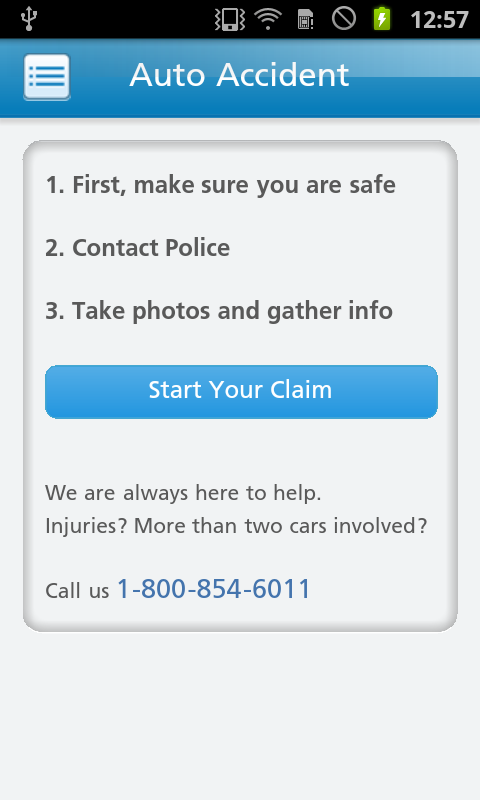 12:57
Auto Accident
1. First, make sure you are safe
2. Contact Police
3. Take photos and gather info
Start Your Claim
We are always here to help.
Injuries? More than two cars involved?
Call us 1-800-854-6011